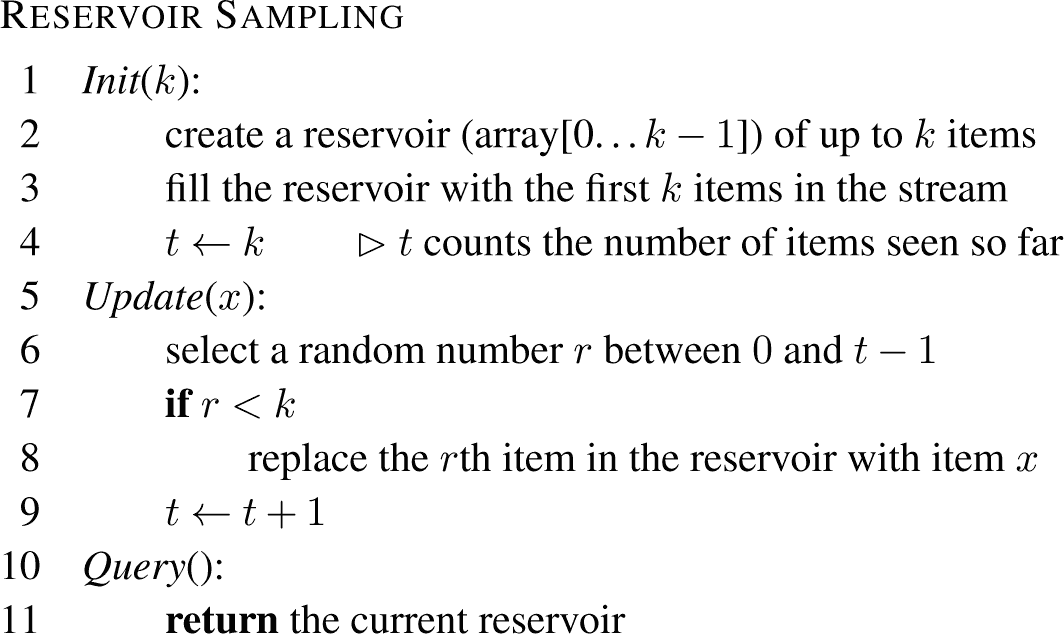 RESERVOIR SAMPLING
1 Init(k):
2 create a reservoir (array[0…k − 1]) of up to k items
3 fill the reservoir with the first k items in the stream
4 t ← k ▷ t counts the number of items seen so far
5 Update(x):
6 select a random number r between 0 and t − 1
7 if r < k
8 replace the rth item in the reservoir with item x
9 t ← t + 1
10 Query():
11 return the current reservoir